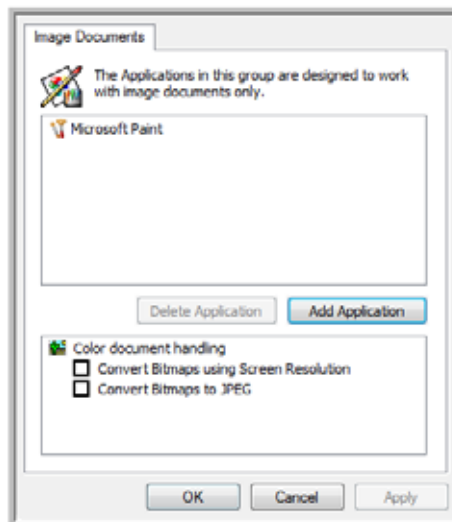 Image Documents
The Applications in this group are designed to work
with image documents only.
Microsoft Paint
Delete Application
Add Application
Color document handling
Convert Bitmaps using Screen Resolution
Convert Bitmaps to JPEG
OK
Cancel
Apply